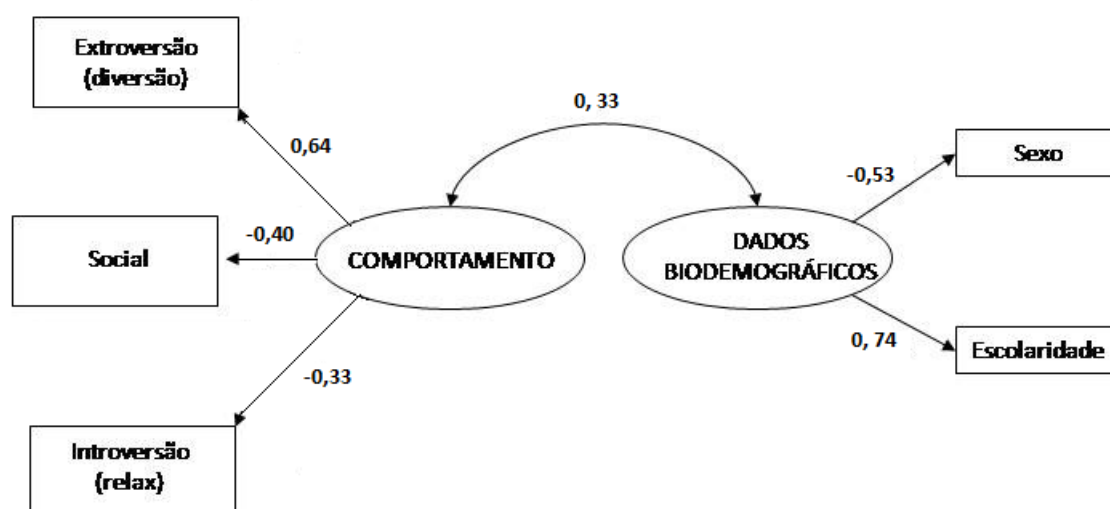 Extroversão
(diversão)
0, 33
0,64
Sexo
-0,53
Social
-0,40
COMPORTAMENTO
DADOS
BIODEMOGRÁFICOS
0, 74
Escolaridade
-0,33
Introversão
(relax)